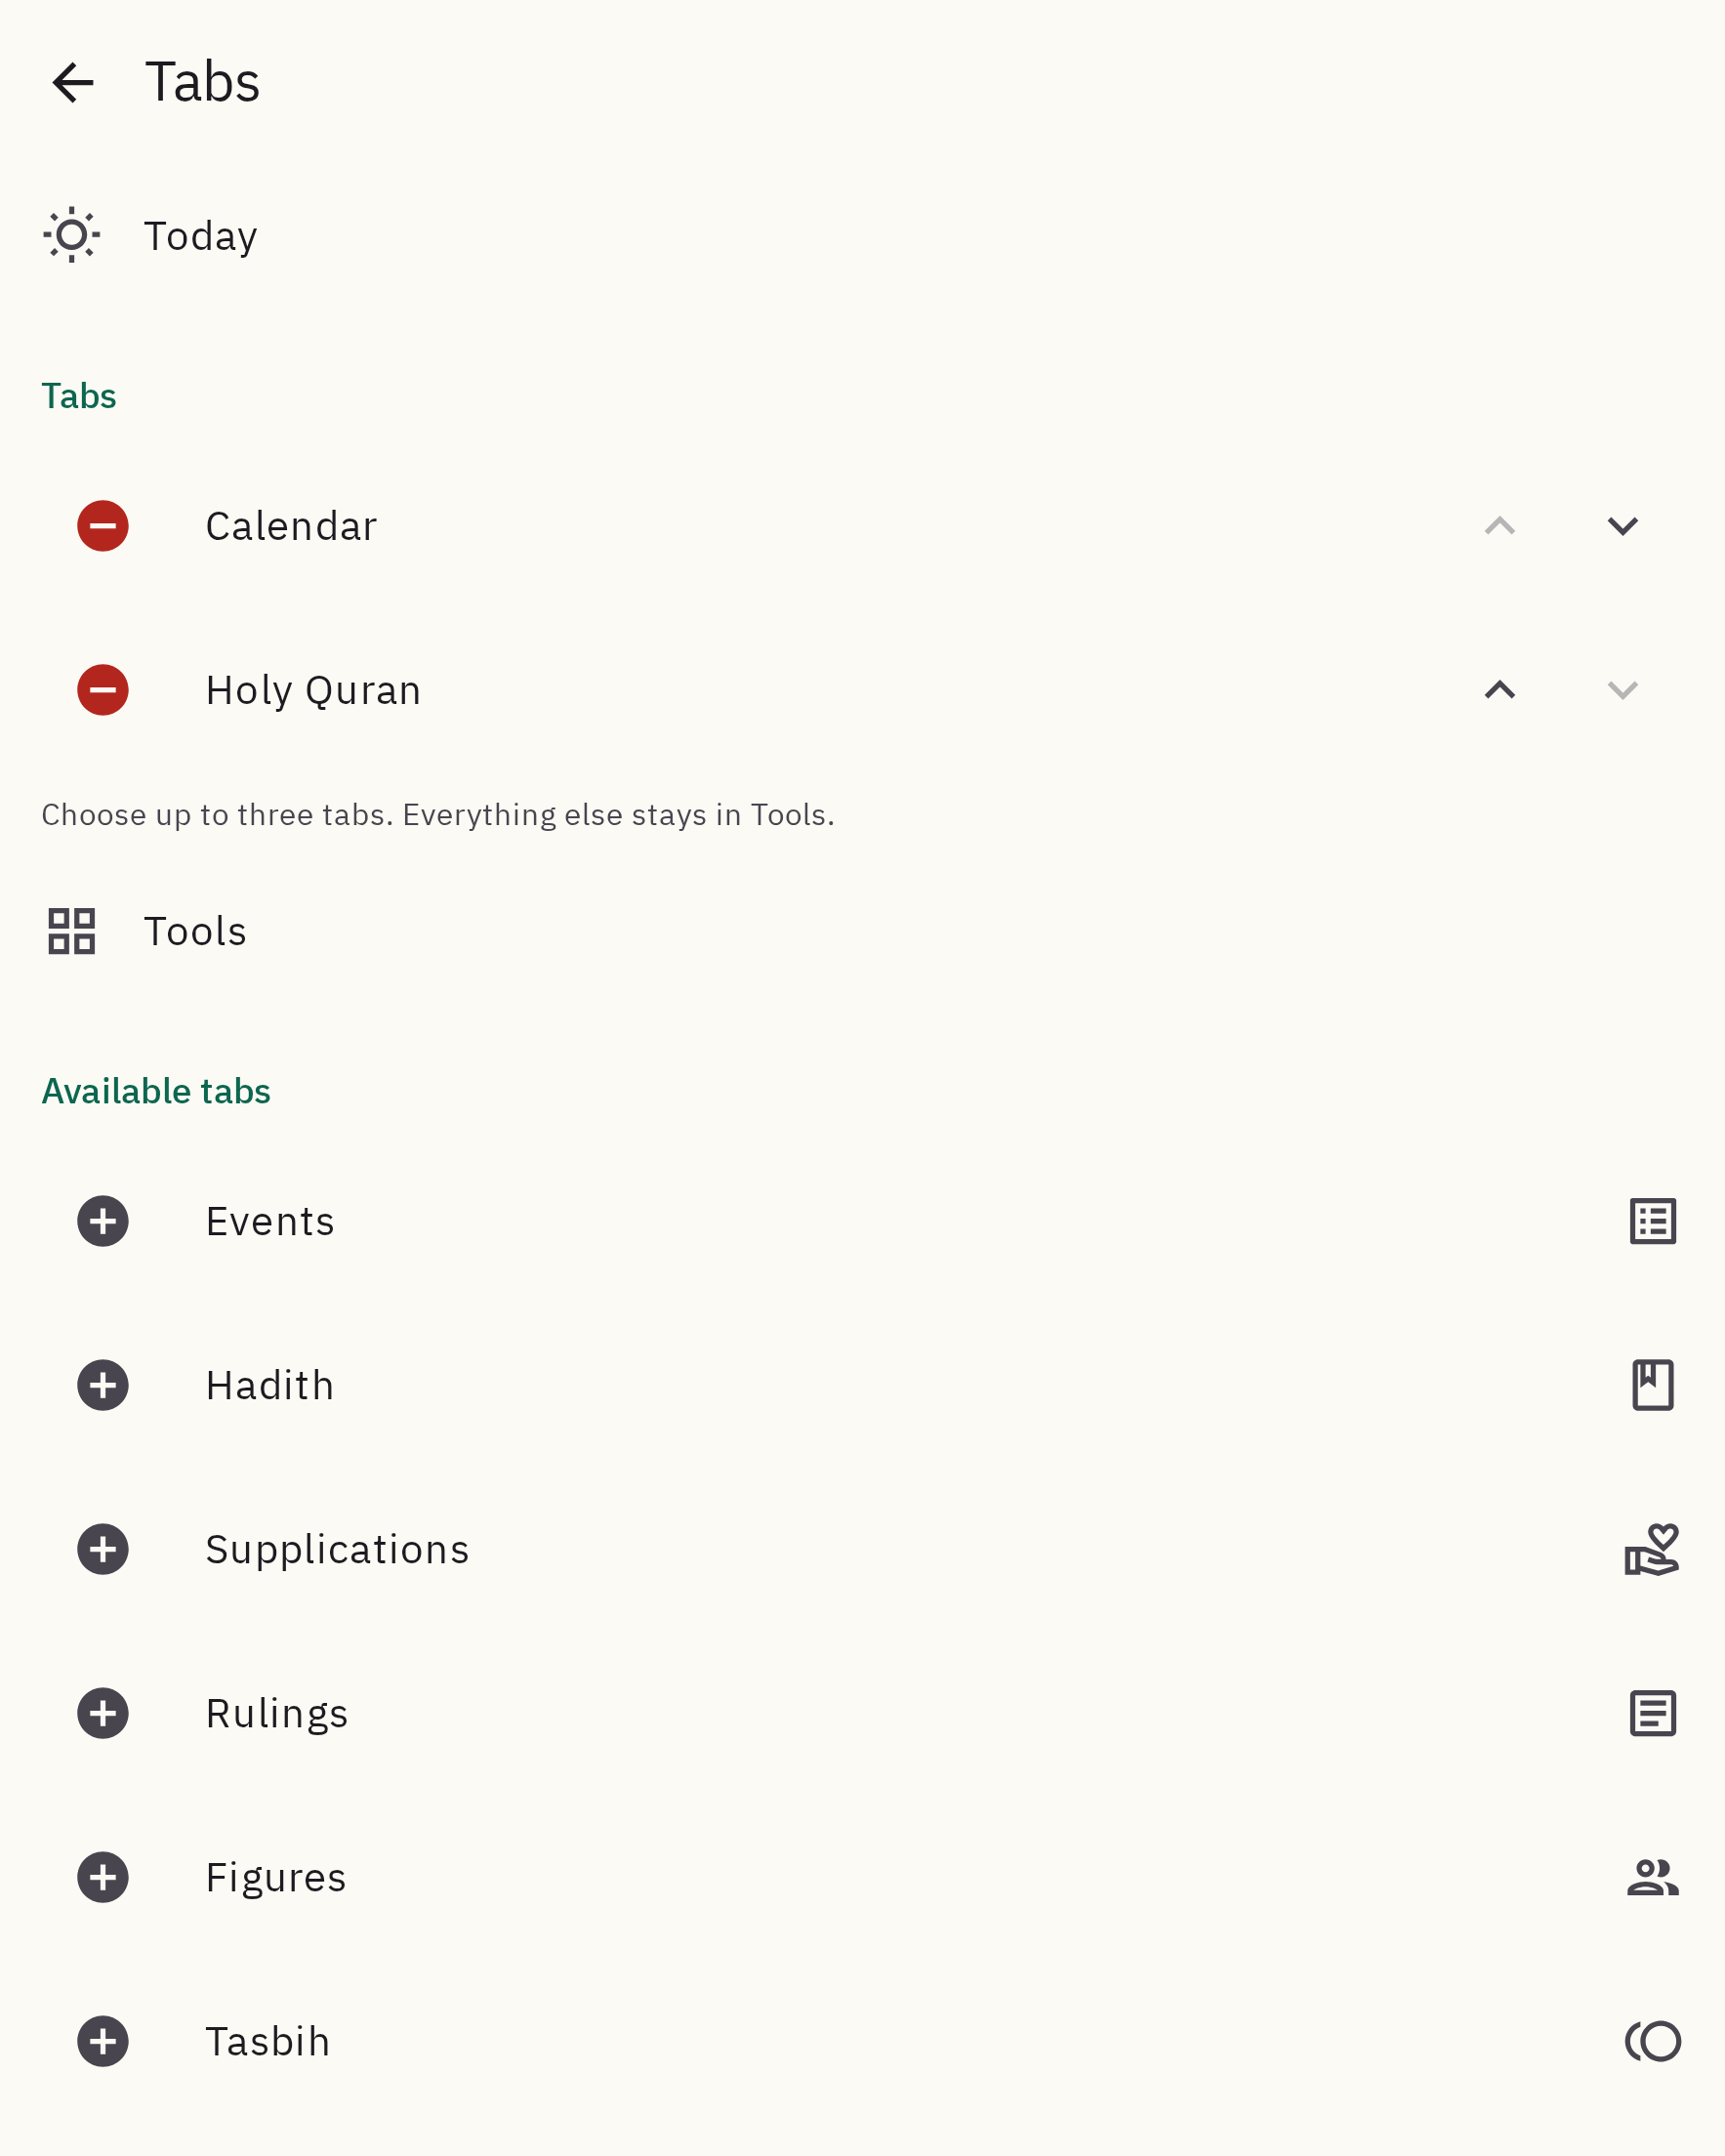 Tabs
Today
Tabs
Calendar
Holy Quran
Choose up to three tabs. Everything else stays in Tools.
Tools
Available tabs
Events
Hadith
Supplications
Rulings
Figures
Tasbih